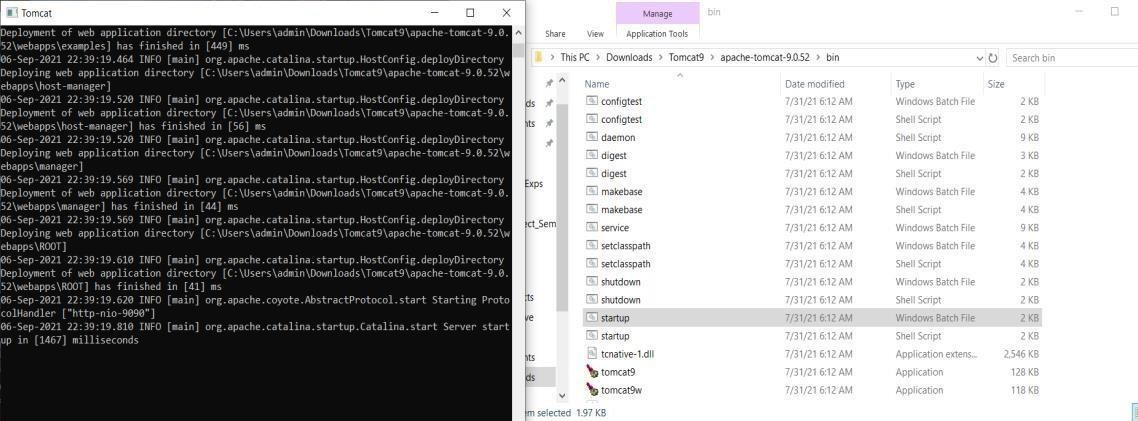 Tomcat
Deployment of web application directory [C:\Users\admin\Downloads\Tomcat9\apache-tomcat-9.0.
52\webapps\examples] has finished in [449] ms
06-Sep-2021 22:39:19.464 INFO [main] org.apache.catalina.startup.HostConfig.deployDirectory
Deploying web application directory [C:\Users\admin\Downloads\Tomcat9\apache-tomcat-9.0.52\w
ebapps\host-manager]
06-Sep-2021 22:39:19.520 INFO [main] org.apache.catalina.startup.HostConfig.deployDirectory
Deployment of web application directory [C:\Users\admin\Downloads\Tomcat9\apache-tomcat-9.0.
52\webapps\host-manager] has finished in [56] ms
06-Sep-2021 22:39:19.520 INFO [main] org.apache.catalina.startup.HostConfig.deployDirectory
Deploying web application directory [C:\Users\admin\Downloads\Tomcat9\apache-tomcat-9.0.52\w
ebapps\manager]
06-Sep-2021 22:39:19.569 INFO [main] org.apache.catalina.startup.HostConfig.deployDirectory
Deployment of web application directory [C:\Users\admin\Downloads\Tomcat9\apache-tomcat-9.0.
52\webapps\manager] has finished in [44] ms
06-Sep-2021 22:39:19.569 INFO [main] org.apache.catalina.startup.HostConfig.deployDirectory
Deploying web application directory [C:\Users\admin\Downloads\Tomcat9\apache-tomcat-9.0.52\w
ebapps\ROOT]
06-Sep-2021 22:39:19.610 INFO [main] org.apache.catalina.startup.HostConfig.deployDirectory
Deployment of web application directory [C:\Users\admin\Downloads\Tomcat9\apache-tomcat-9.0.
52\webapps\ROOT] has finished in [41] ms
06-Sep-2021 22:39:19.620 INFO [main] org.apache.coyote.AbstractProtocol.start Starting Proto
colHandler ["http-nio-9090"]
06-Sep-2021 22:39:19.810 INFO [main] org.apache.catalina.startup.Catalina.start Server start
up in [1467] milliseconds
Manage bin
Share View Application Tools
This PC > Downloads > Tomcat9 > apache-tomcat-9.0.52 > bin Search bin
Name Date modified Type Size
configtest 7/31/21 6:12 AM Windows Batch File 2 KB
configtest 7/31/21 6:12 AM Shell Script 2 KB
daemon 7/31/21 6:12 AM Shell Script 9 KB
digest 7/31/21 6:12 AM Windows Batch File 3 KB
digest 7/31/21 6:12 AM Shell Script 2 KB
makebase 7/31/21 6:12 AM Windows Batch File 4 KB
makebase 7/31/21 6:12 AM Shell Script 4 KB
service 7/31/21 6:12 AM Windows Batch File 9 KB
setclasspath 7/31/21 6:12 AM Windows Batch File 4 KB
setclasspath 7/31/21 6:12 AM Shell Script 4 KB
shutdown 7/31/21 6:12 AM Windows Batch File 2 KB
shutdown 7/31/21 6:12 AM Shell Script 2 KB
startup 7/31/21 6:12 AM Windows Batch File 2 KB
startup 7/31/21 6:12 AM Shell Script 2 KB
tcnative-1.dll 7/31/21 6:12 AM Application extens... 2,546 KB
tomcat9 7/31/21 6:12 AM Application 128 KB
tomcat9w 7/31/21 6:12 AM Application 118 KB
ds
nts
Exps
ect_Sem
ts
ve
nts
ds
em selected 1.97 KB